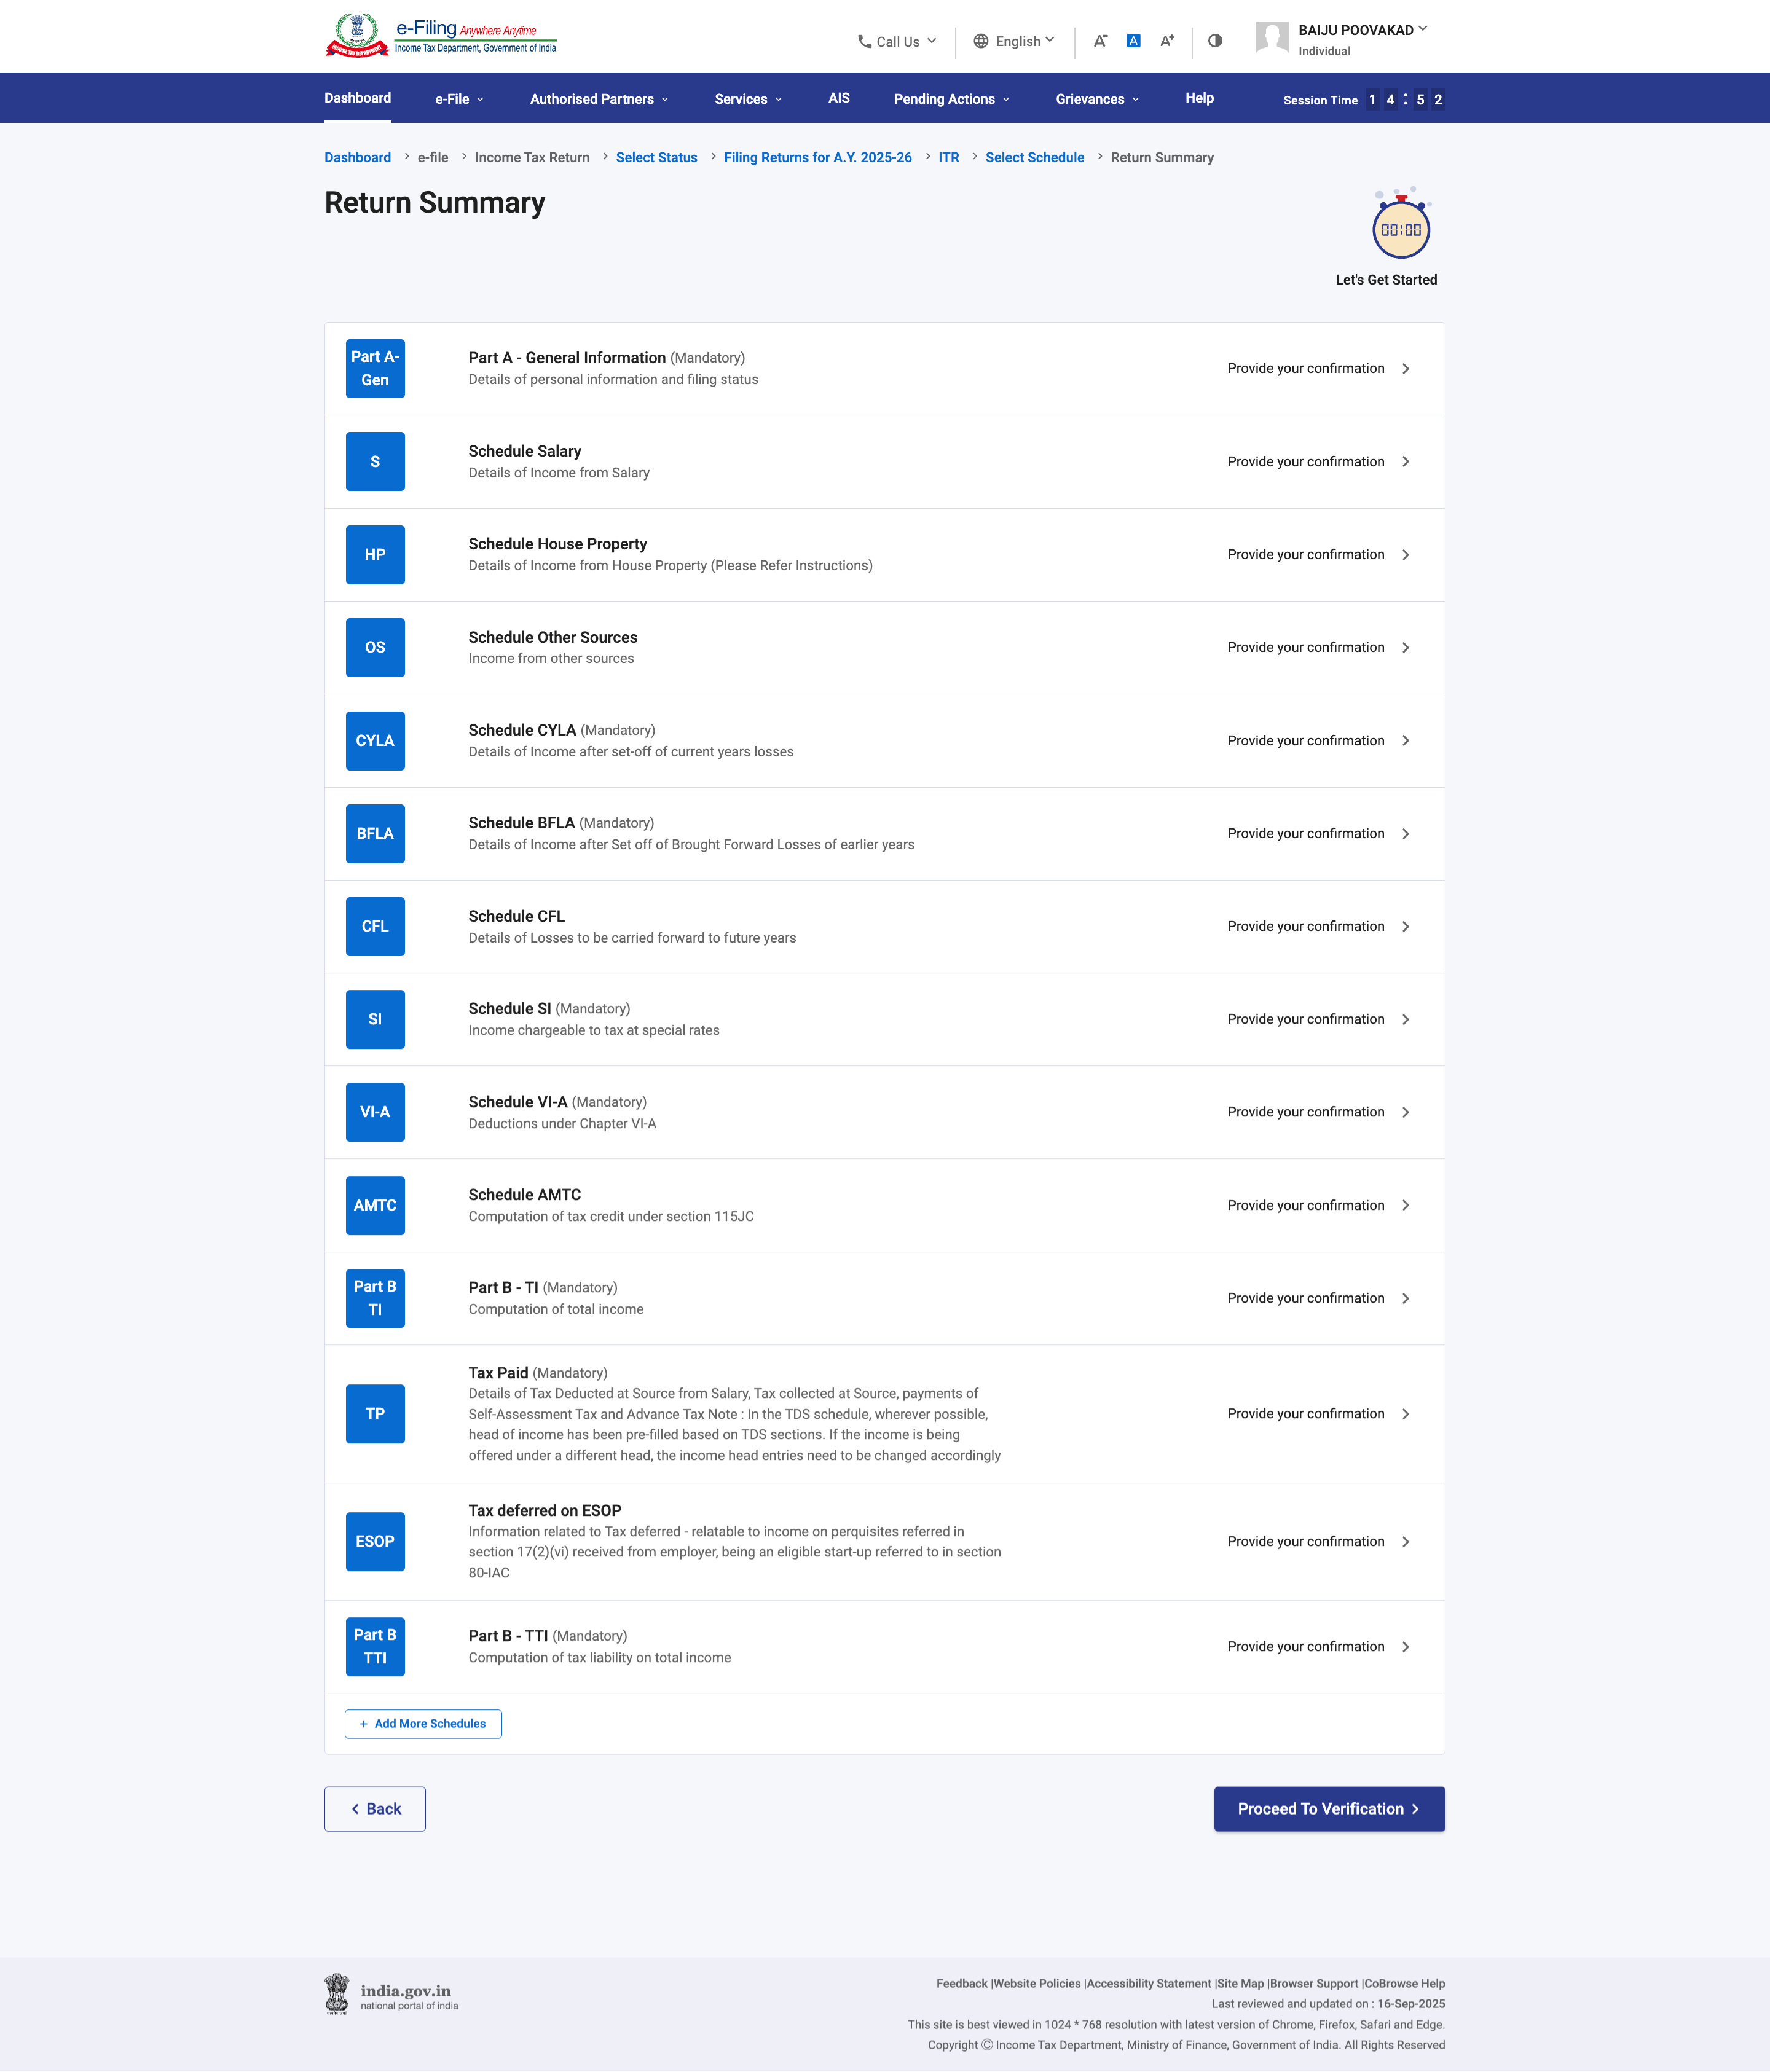 e-Filing Anywhere Anytime
Income Tax Department, Government of India
Call Us
English
A-
A
A+
BAIJU POOVAKAD
Individual
Dashboard
e-File
Authorised Partners
Services
AIS
Pending Actions
Grievances
Help
Session Time 1 4 : 5 2
Dashboard > e-file > Income Tax Return > Select Status > Filing Returns for A.Y. 2025-26 > ITR > Select Schedule > Return Summary
Return Summary
00:00
Let's Get Started
Part A-
Gen
Part A - General Information (Mandatory)
Details of personal information and filing status
Provide your confirmation
S
Schedule Salary
Details of Income from Salary
Provide your confirmation
HP
Schedule House Property
Details of Income from House Property (Please Refer Instructions)
Provide your confirmation
OS
Schedule Other Sources
Income from other sources
Provide your confirmation
CYLA
Schedule CYLA (Mandatory)
Details of Income after set-off of current years losses
Provide your confirmation
BFLA
Schedule BFLA (Mandatory)
Details of Income after Set off of Brought Forward Losses of earlier years
Provide your confirmation
CFL
Schedule CFL
Details of Losses to be carried forward to future years
Provide your confirmation
SI
Schedule SI (Mandatory)
Income chargeable to tax at special rates
Provide your confirmation
VI-A
Schedule VI-A (Mandatory)
Deductions under Chapter VI-A
Provide your confirmation
AMTC
Schedule AMTC
Computation of tax credit under section 115JC
Provide your confirmation
Part B
TI
Part B - TI (Mandatory)
Computation of total income
Provide your confirmation
TP
Tax Paid (Mandatory)
Details of Tax Deducted at Source from Salary, Tax collected at Source, payments of
Self-Assessment Tax and Advance Tax Note : In the TDS schedule, wherever possible,
head of income has been pre-filled based on TDS sections. If the income is being
offered under a different head, the income head entries need to be changed accordingly
Provide your confirmation
ESOP
Tax deferred on ESOP
Information related to Tax deferred - relatable to income on perquisites referred in
section 17(2)(vi) received from employer, being an eligible start-up referred to in section
80-IAC
Provide your confirmation
Part B
TTI
Part B - TTI (Mandatory)
Computation of tax liability on total income
Provide your confirmation
+ Add More Schedules
< Back
Proceed To Verification >
india.gov.in
national portal of india
Feedback |Website Policies |Accessibility Statement |Site Map |Browser Support |CoBrowse Help
Last reviewed and updated on : 16-Sep-2025
This site is best viewed in 1024 * 768 resolution with latest version of Chrome, Firefox, Safari and Edge.
Copyright © Income Tax Department, Ministry of Finance, Government of India. All Rights Reserved